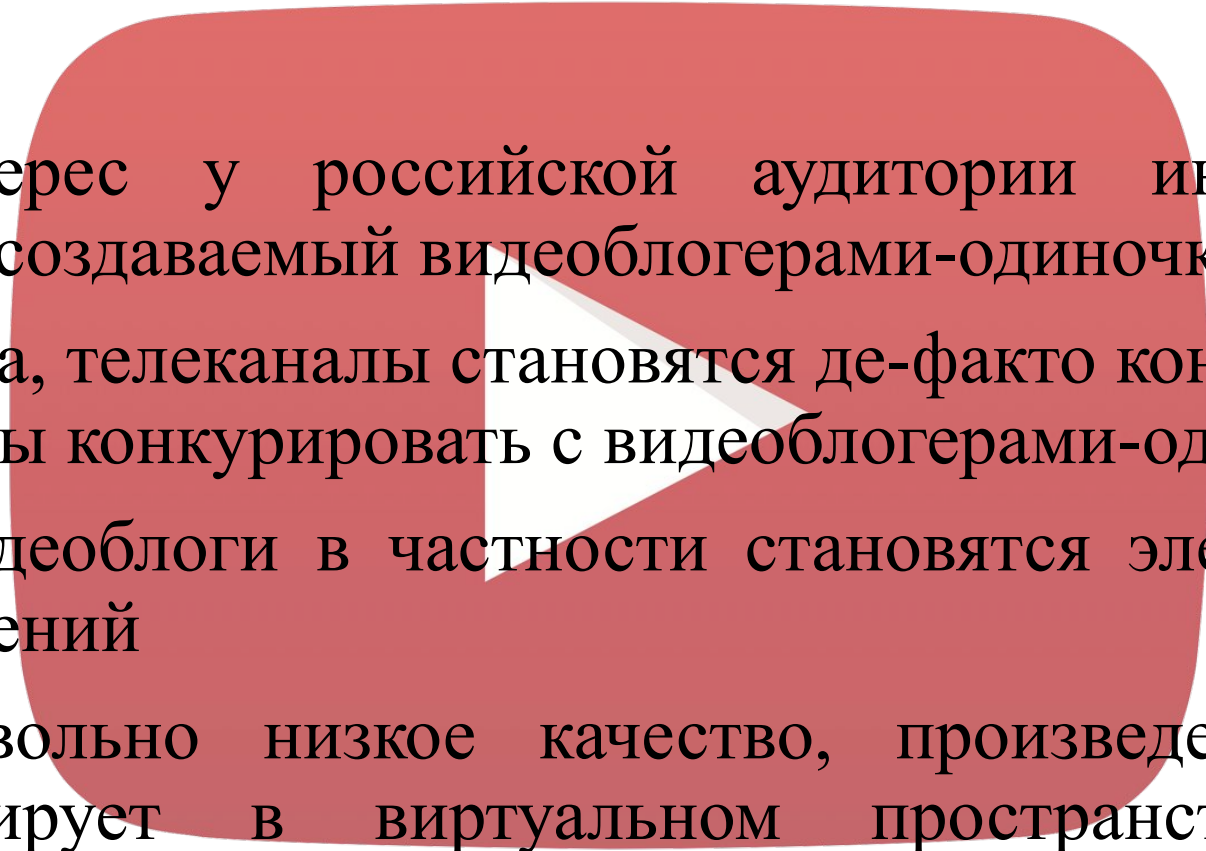 ерес у российской аудитории ин
создаваемый видеоблогерами-одиночк
а, телеканалы становятся де-факто кон
ы конкурировать с видеоблогерами-од
деоблоги в частности становятся эле
ений
вольно низкое качество, произведе
ирует в виртуальном пространст